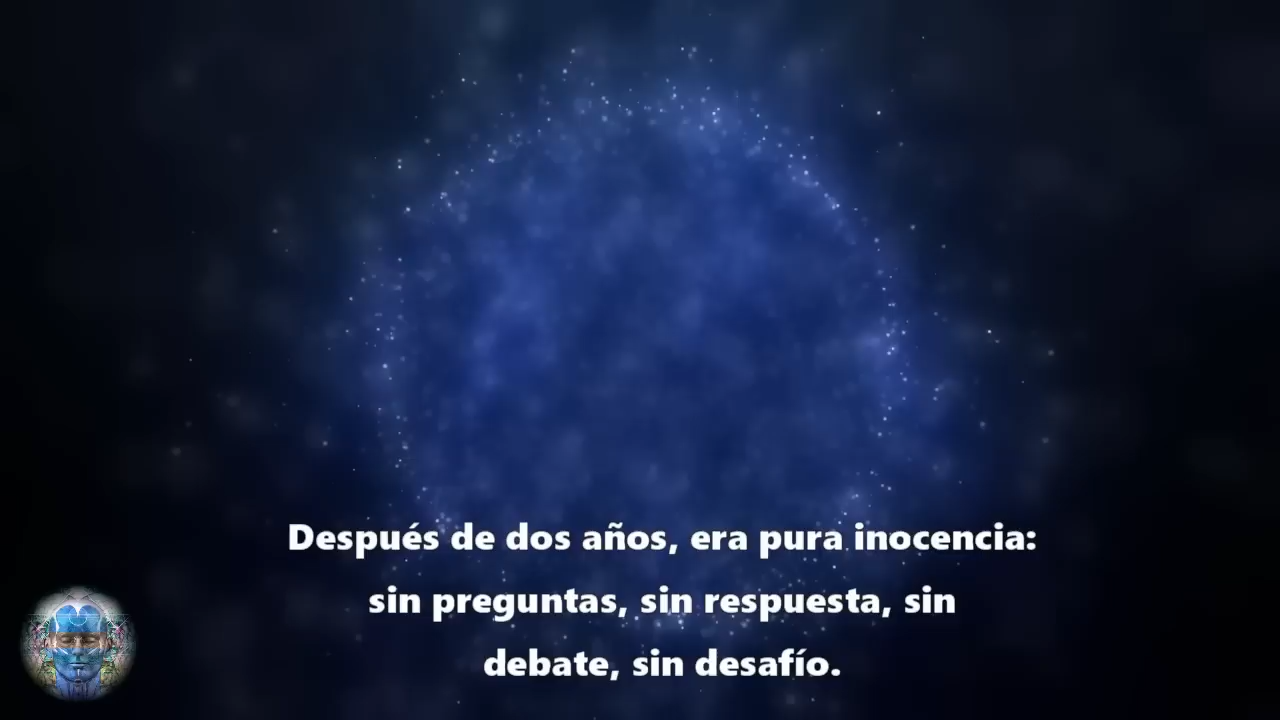 Después de dos años, era pura inocencia:
sin preguntas, sin respuesta, sin
debate, sin desafío.